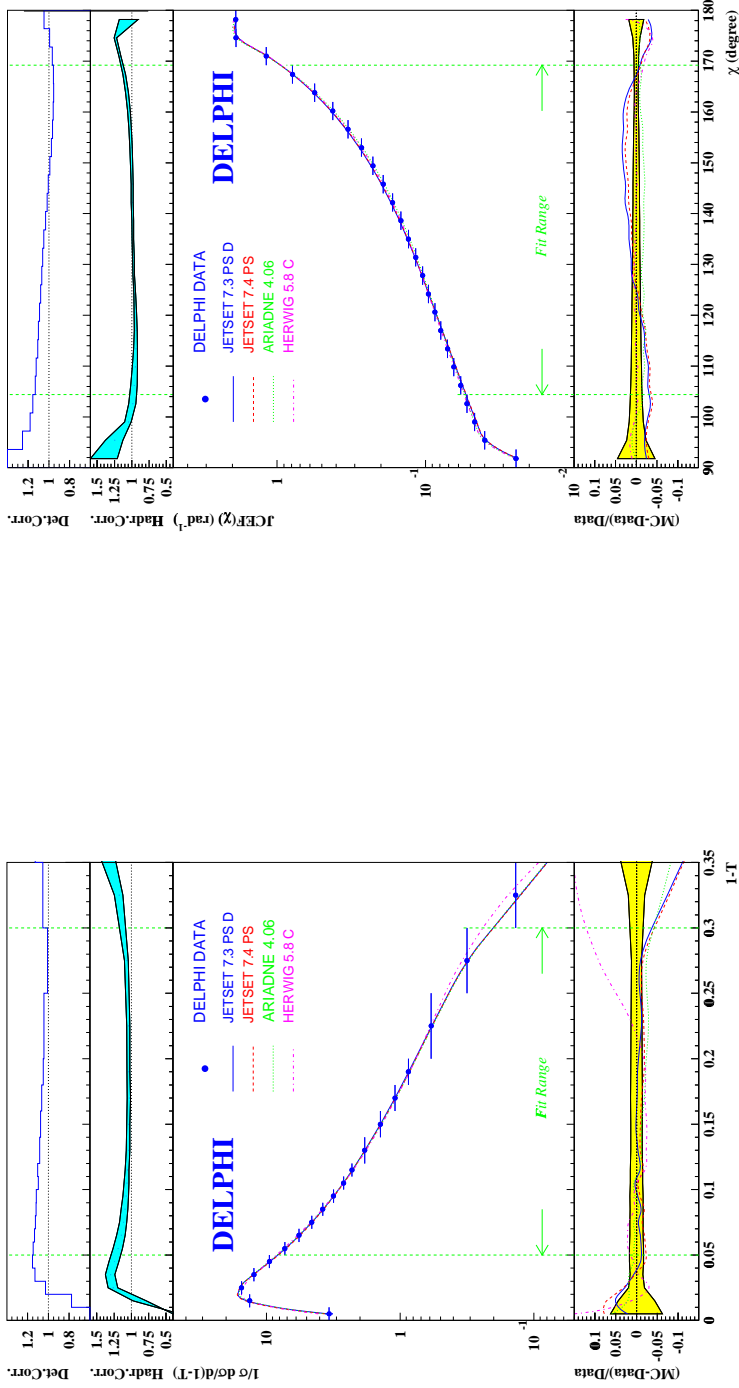 Det.Corr.
1.2
1
0.8
Hadr.Corr.
1.5
1.25
1
0.75
0.5
1/σ dσ/d(1-T)
10
1
10 -1
DELPHI
DELPHI DATA
JETSET 7.3 PS D
JETSET 7.4 PS
ARIADNE 4.06
HERWIG 5.8 C
Fit Range
(MC-Data)/Data
0.1
0.05
0
-0.05
-0.1
0 0.05 0.1 0.15 0.2 0.25 0.3 0.35
1-T
Det.Corr.
1.2
1
0.8
Hadr.Corr.
1.5
1.25
1
0.75
0.5
JCEF(χ) (rad-1)
1
10 -1
10 -2
DELPHI
DELPHI DATA
JETSET 7.3 PS D
JETSET 7.4 PS
ARIADNE 4.06
HERWIG 5.8 C
Fit Range
(MC-Data)/Data
0.1
0.05
0
-0.05
-0.1
90 100 110 120 130 140 150 160 170 180
χ (degree)